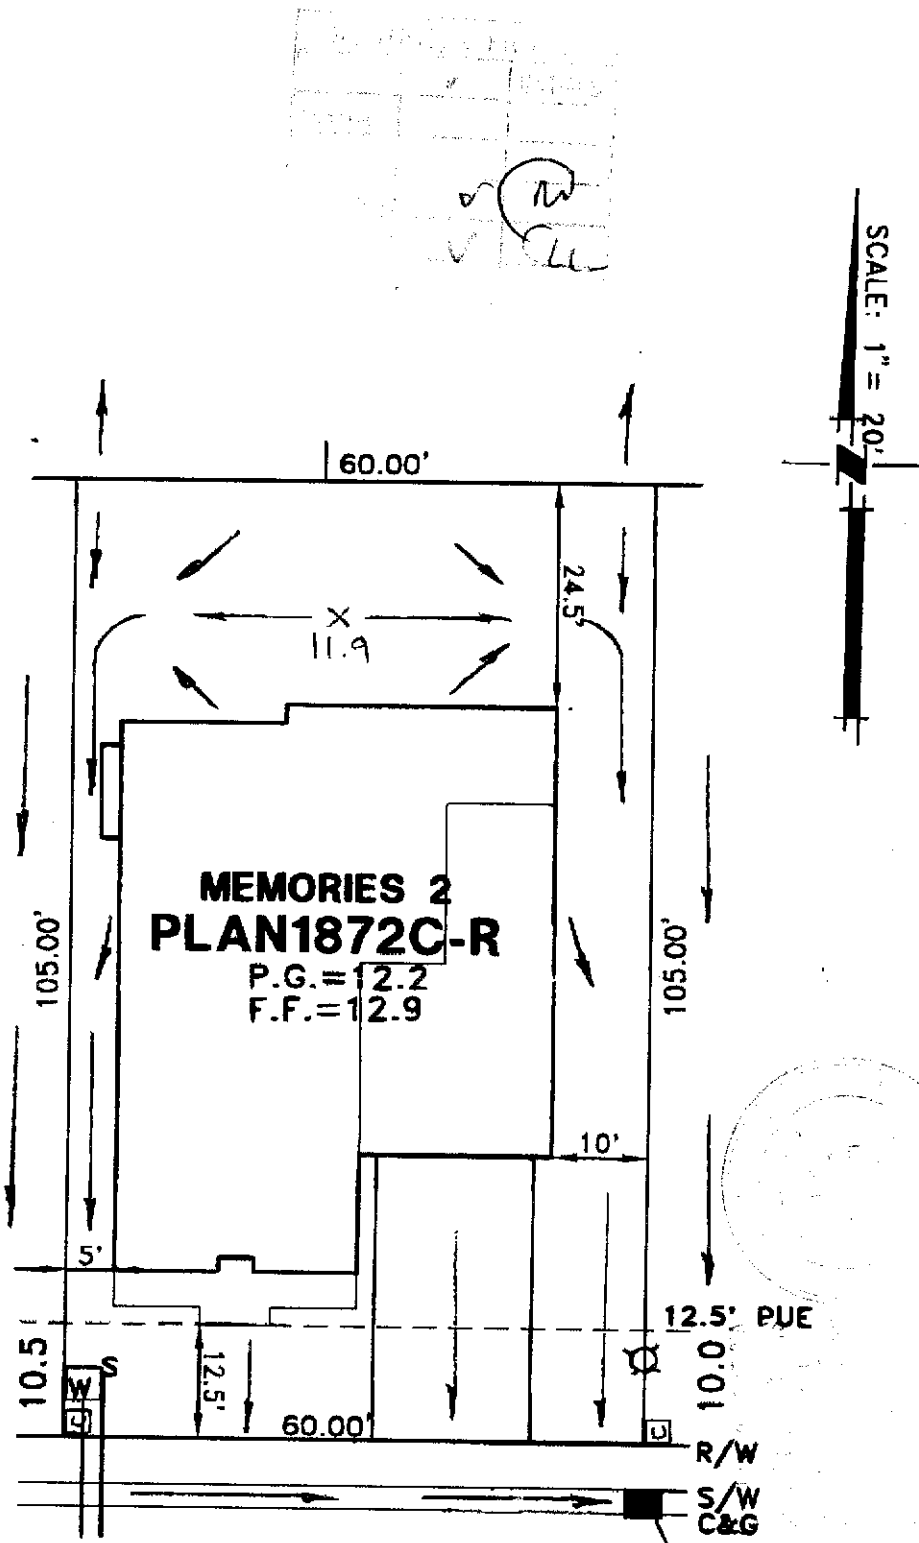 SCALE: 1"= 20'
N
60.00'
24.5'
X
11.9
MEMORIES 2
PLAN1872C-R
P.G.=12.2
F.F.=12.9
105.00'
105.00'
10'
5'
12.5' PUE
10.5
10.0
S
W
12.5'
60.00'
R/W
S/W
C&G